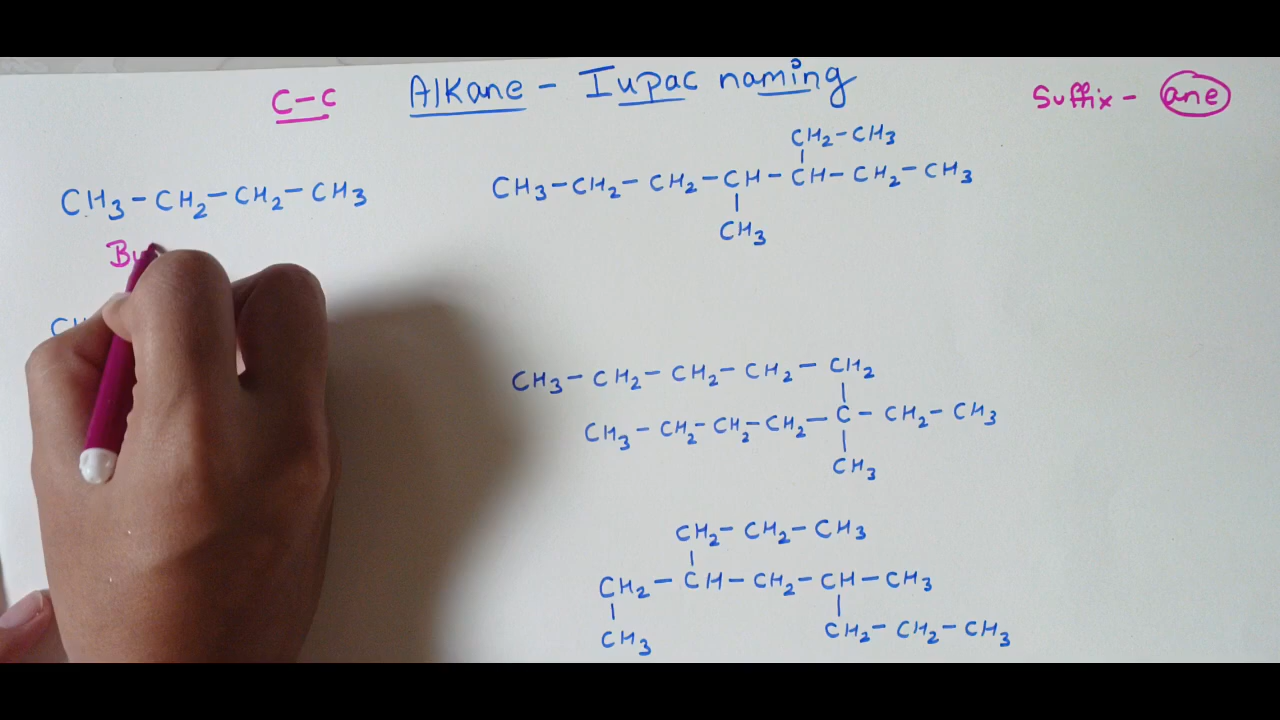 C-C Alkane - Iupac naming Suffix - ane
CH2-CH3
CH3-CH2-CH2-CH3
CH3-CH2-CH2-CH-CH-CH2-CH3
CH3
CH3-CH2-CH2-CH2-CH2
CH3-CH2-CH2-CH2-C-CH2-CH3
CH3
CH2-CH2-CH3
CH2-CH-CH2-CH-CH3
CH3 CH2-CH2-CH3